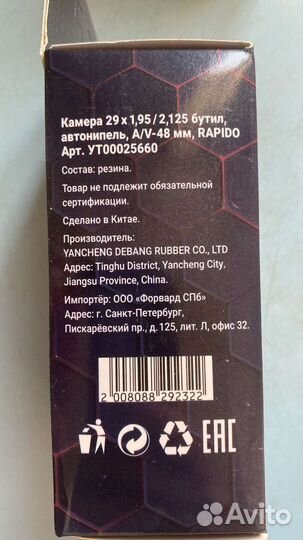 Камера 29 x 1,95 / 2,125 бутил,
автонипель, A/V-48 мм, RAPIDO
Арт. УТ00025660
Состав: резина.
Товар не подлежит обязательной
сертификации.
Сделано в Китае.
Производитель:
YANCHENG DEBANG RUBBER CO., LTD
Адрес: Tinghu District, Yancheng City,
Jiangsu Province, China.
Импортёр: ООО «Форвард СПб»
Адрес: г. Санкт-Петербург,
Пискарёвский пр., д. 125, лит. Л, офис 32.
2 008088 292322
EAC
Avito